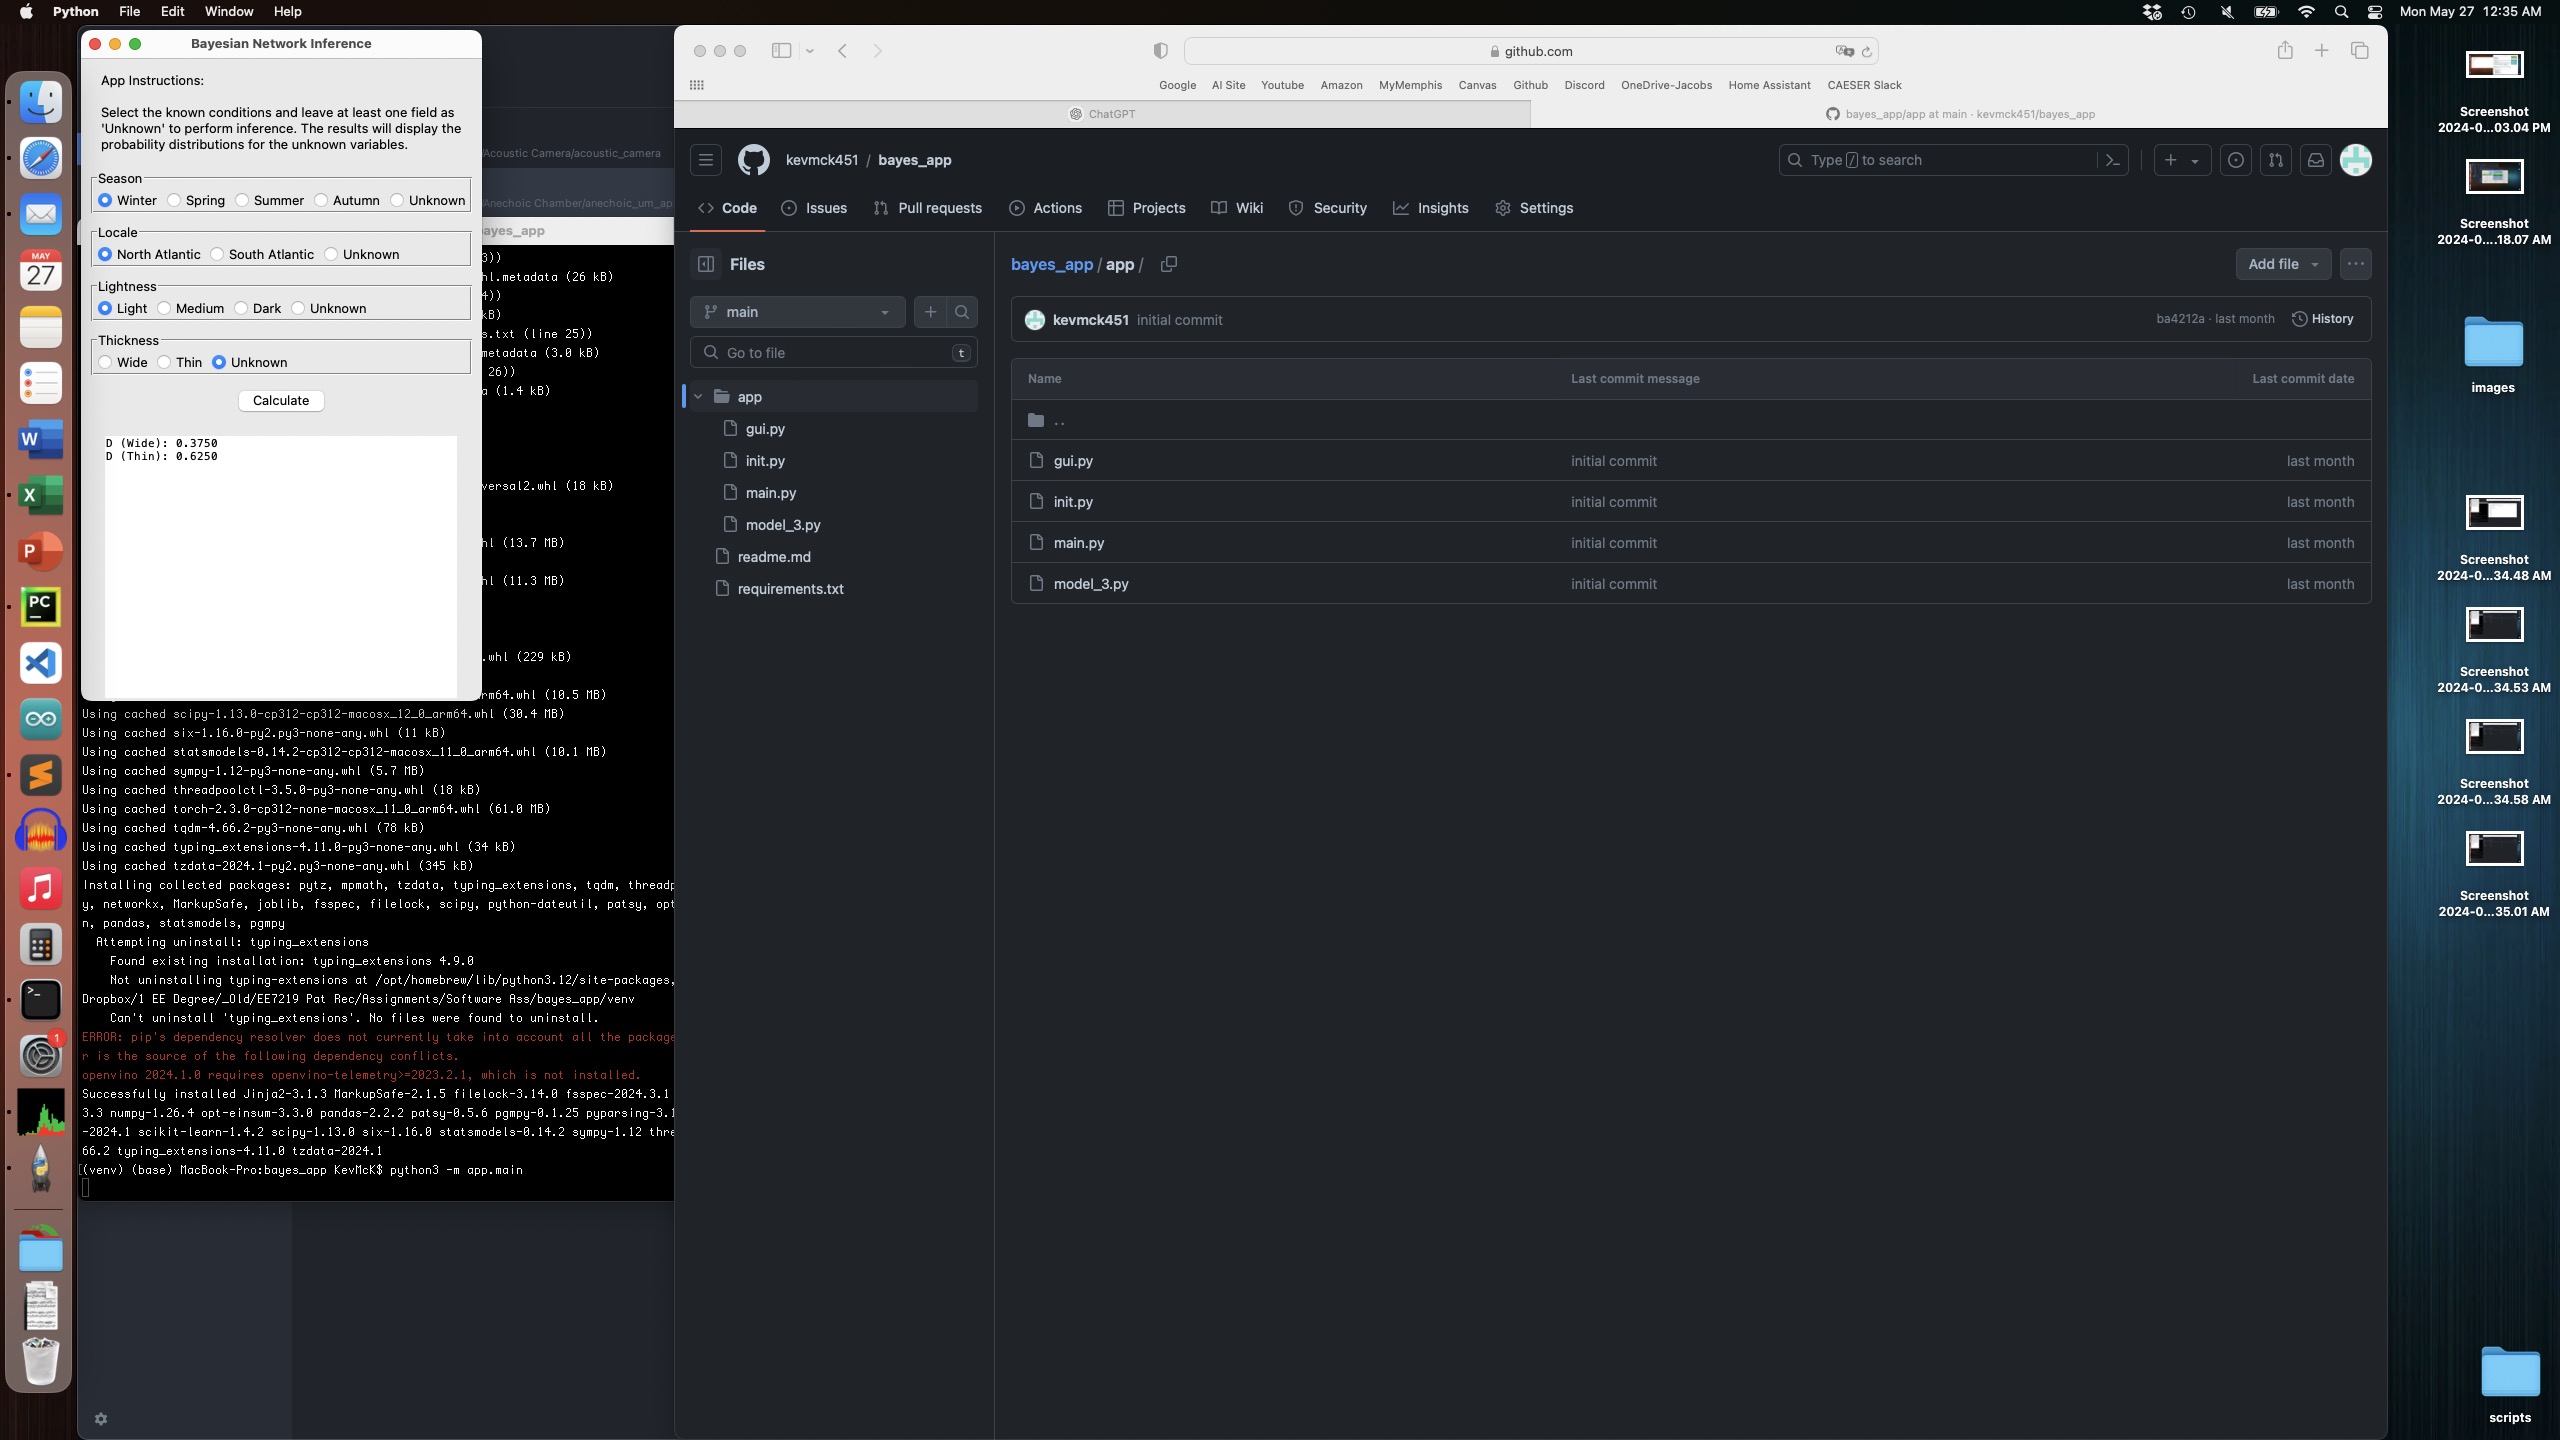 Python File Edit Window Help
Mon May 27 12:35 AM
Bayesian Network Inference
App Instructions:
Select the known conditions and leave at least one field as
'Unknown' to perform inference. The results will display the
probability distributions for the unknown variables.
Season
Winter Spring Summer Autumn Unknown
Locale
North Atlantic South Atlantic Unknown
Lightness
Light Medium Dark Unknown
Thickness
Wide Thin Unknown
Calculate
D (Wide): 0.3750
D (Thin): 0.6250
/Acoustic Camera/acoustic_camera
/Anechoic Chamber/anechoic_um_ap
bayes_app
3))
hl.metadata (26 kB)
4))
kB)
s.txt (line 25))
metadata (3.0 kB)
26))
a (1.4 kB)
versal2.whl (18 kB)
hl (13.7 MB)
hl (11.3 MB)
.whl (229 kB)
rm64.whl (10.5 MB)
Using cached scipy-1.13.0-cp312-cp312-macosx_12_0_arm64.whl (30.4 MB)
Using cached six-1.16.0-py2.py3-none-any.whl (11 kB)
Using cached statsmodels-0.14.2-cp312-cp312-macosx_11_0_arm64.whl (10.1 MB)
Using cached sympy-1.12-py3-none-any.whl (5.7 MB)
Using cached threadpoolctl-3.5.0-py3-none-any.whl (18 kB)
Using cached torch-2.3.0-cp312-none-macosx_11_0_arm64.whl (61.0 MB)
Using cached tqdm-4.66.2-py3-none-any.whl (78 kB)
Using cached typing_extensions-4.11.0-py3-none-any.whl (34 kB)
Using cached tzdata-2024.1-py2.py3-none-any.whl (345 kB)
Installing collected packages: pytz, mpmath, tzdata, typing_extensions, tqdm, threadp
y, networkx, MarkupSafe, joblib, fsspec, filelock, scipy, python-dateutil, patsy, opt
n, pandas, statsmodels, pgmpy
Attempting uninstall: typing_extensions
Found existing installation: typing_extensions 4.9.0
Not uninstalling typing-extensions at /opt/homebrew/lib/python3.12/site-packages,
Dropbox/1 EE Degree/_Old/EE7219 Pat Rec/Assignments/Software Ass/bayes_app/venv
Can't uninstall 'typing_extensions'. No files were found to uninstall.
ERROR: pip's dependency resolver does not currently take into account all the package
r is the source of the following dependency conflicts.
openvino 2024.1.0 requires openvino-telemetry>=2023.2.1, which is not installed.
Successfully installed Jinja2-3.1.3 MarkupSafe-2.1.5 filelock-3.14.0 fsspec-2024.3.1
3.3 numpy-1.26.4 opt-einsum-3.3.0 pandas-2.2.2 patsy-0.5.6 pgmpy-0.1.25 pyparsing-3.1
-2024.1 scikit-learn-1.4.2 scipy-1.13.0 six-1.16.0 statsmodels-0.14.2 sympy-1.12 thre
66.2 typing_extensions-4.11.0 tzdata-2024.1
[(venv) (base) MacBook-Pro:bayes_app KevMcK$ python3 -m app.main
github.com
Google AI Site Youtube Amazon MyMemphis Canvas Github Discord OneDrive-Jacobs Home Assistant CAESER Slack
ChatGPT
bayes_app/app at main · kevmck451/bayes_app
kevmck451 / bayes_app
Type / to search
Code Issues Pull requests Actions Projects Wiki Security Insights Settings
Files
main
Go to file t
app
gui.py
init.py
main.py
model_3.py
readme.md
requirements.txt
bayes_app / app /
Add file
kevmck451 initial commit
ba4212a · last month History
Name Last commit message Last commit date
..
gui.py initial commit last month
init.py initial commit last month
main.py initial commit last month
model_3.py initial commit last month
Screenshot
2024-0...03.04 PM
Screenshot
2024-0....18.07 AM
images
Screenshot
2024-0...34.48 AM
Screenshot
2024-0...34.53 AM
Screenshot
2024-0...34.58 AM
Screenshot
2024-0...35.01 AM
scripts
MAY
27
W
X
P
PC
1